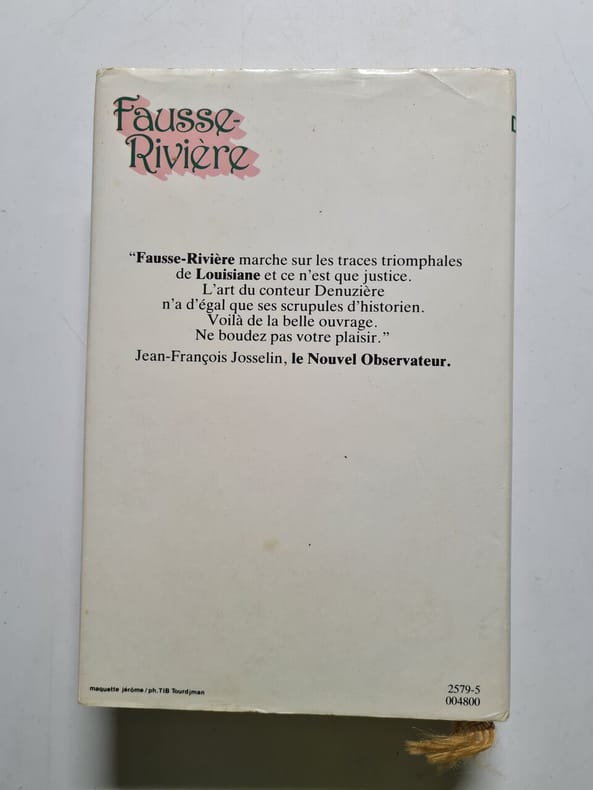 Fausse-
Rivière
“Fausse-Rivière marche sur les traces triomphales
de Louisiane et ce n’est que justice.
L’art du conteur Denuzière
n’a d’égal que ses scrupules d’historien.
Voilà de la belle ouvrage.
Ne boudez pas votre plaisir.”
Jean-François Josselin, le Nouvel Observateur.
maquette jérôme/ph.TIB Tourdjman
2579-5
004800